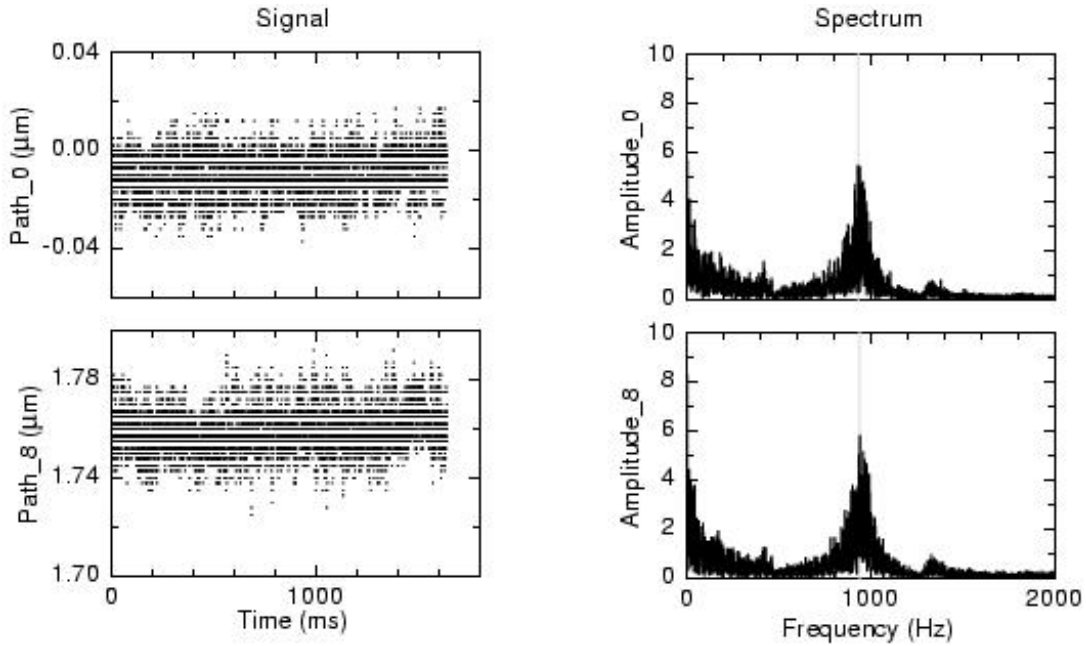 Signal
Spectrum
0.04
0.00
-0.04
Path_0 (µm)
10
8
6
4
2
0
Amplitude_0
1.78
1.74
1.70
Path_8 (µm)
0
1000
Time (ms)
10
8
6
4
2
0
Amplitude_8
0
1000
2000
Frequency (Hz)